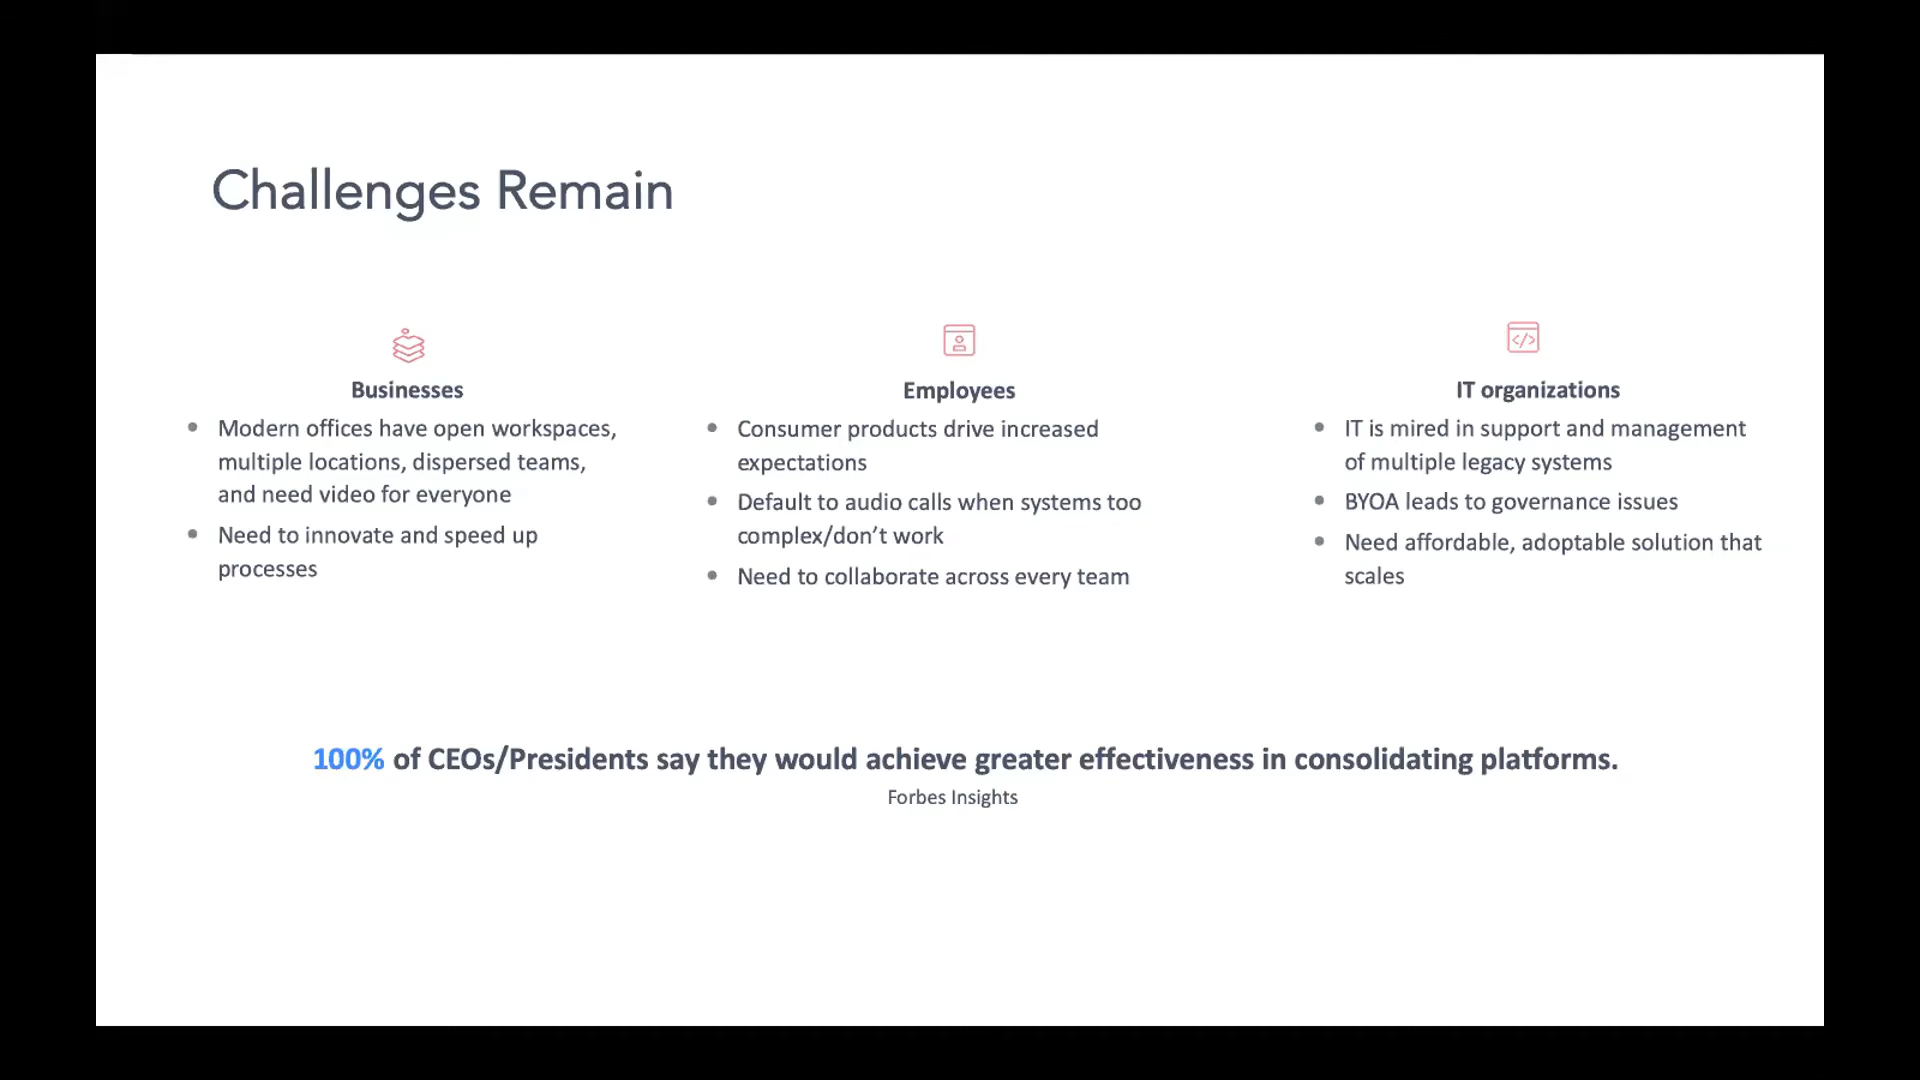 Challenges Remain
Businesses
• Modern offices have open workspaces,
multiple locations, dispersed teams,
and need video for everyone
• Need to innovate and speed up
processes
Employees
• Consumer products drive increased
expectations
• Default to audio calls when systems too
complex/don’t work
• Need to collaborate across every team
IT organizations
• IT is mired in support and management
of multiple legacy systems
• BYOA leads to governance issues
• Need affordable, adoptable solution that
scales
100% of CEOs/Presidents say they would achieve greater effectiveness in consolidating platforms.
Forbes Insights